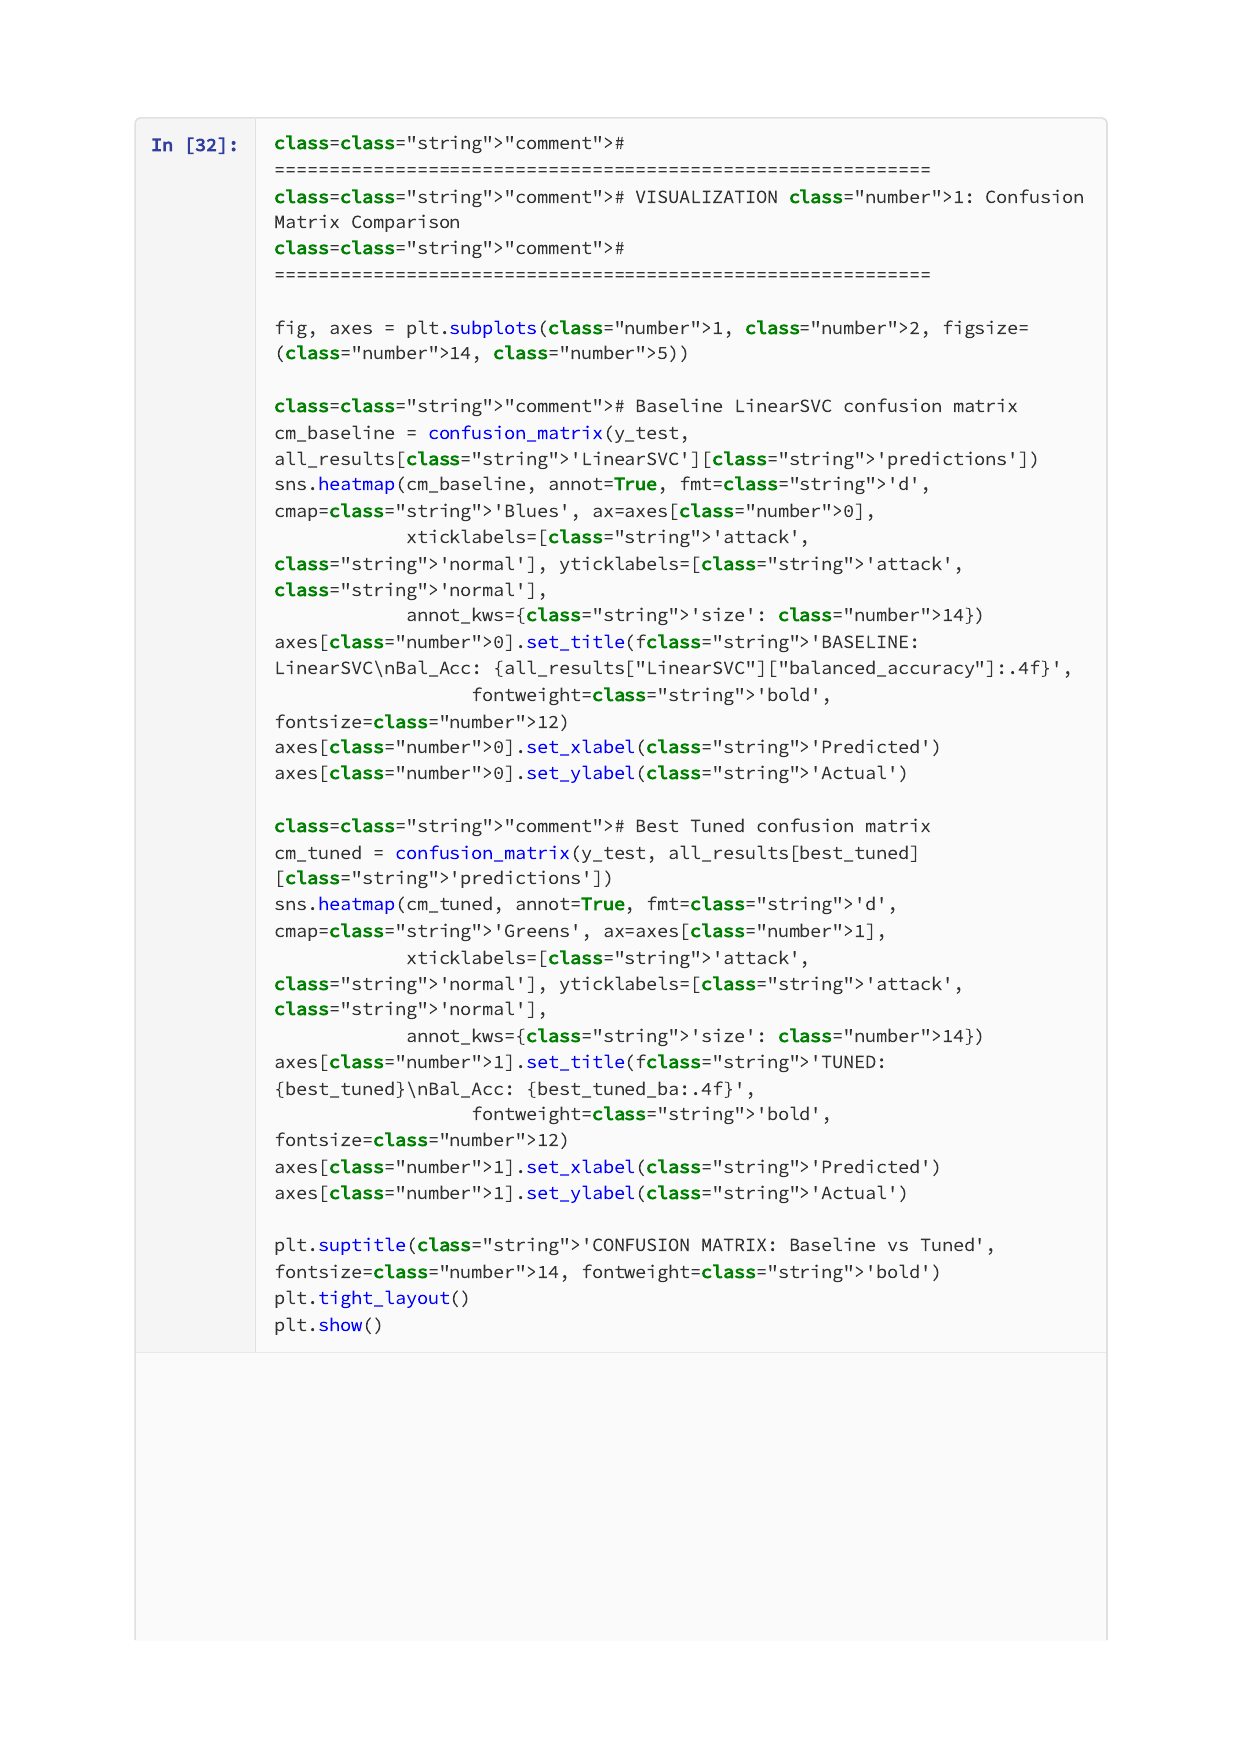 In [32]:
class=class="string">"comment">#
============================================================
class=class="string">"comment"># VISUALIZATION class="number">1: Confusion
Matrix Comparison
class=class="string">"comment">#
============================================================
fig, axes = plt.subplots(class="number">1, class="number">2, figsize=
(class="number">14, class="number">5))
class=class="string">"comment"># Baseline LinearSVC confusion matrix
cm_baseline = confusion_matrix(y_test,
all_results[class="string">'LinearSVC'][class="string">'predictions'])
sns.heatmap(cm_baseline, annot=True, fmt=class="string">'d',
cmap=class="string">'Blues', ax=axes[class="number">0],
            xticklabels=[class="string">'attack',
class="string">'normal'], yticklabels=[class="string">'attack',
class="string">'normal'],
            annot_kws={class="string">'size': class="number">14})
axes[class="number">0].set_title(fclass="string">'BASELINE:
LinearSVC\nBal_Acc: {all_results["LinearSVC"]["balanced_accuracy"]:.4f}',
                  fontweight=class="string">'bold',
fontsize=class="number">12)
axes[class="number">0].set_xlabel(class="string">'Predicted')
axes[class="number">0].set_ylabel(class="string">'Actual')
class=class="string">"comment"># Best Tuned confusion matrix
cm_tuned = confusion_matrix(y_test, all_results[best_tuned]
[class="string">'predictions'])
sns.heatmap(cm_tuned, annot=True, fmt=class="string">'d',
cmap=class="string">'Greens', ax=axes[class="number">1],
            xticklabels=[class="string">'attack',
class="string">'normal'], yticklabels=[class="string">'attack',
class="string">'normal'],
            annot_kws={class="string">'size': class="number">14})
axes[class="number">1].set_title(fclass="string">'TUNED:
{best_tuned}\nBal_Acc: {best_tuned_ba:.4f}',
                  fontweight=class="string">'bold',
fontsize=class="number">12)
axes[class="number">1].set_xlabel(class="string">'Predicted')
axes[class="number">1].set_ylabel(class="string">'Actual')
plt.suptitle(class="string">'CONFUSION MATRIX: Baseline vs Tuned',
fontsize=class="number">14, fontweight=class="string">'bold')
plt.tight_layout()
plt.show()